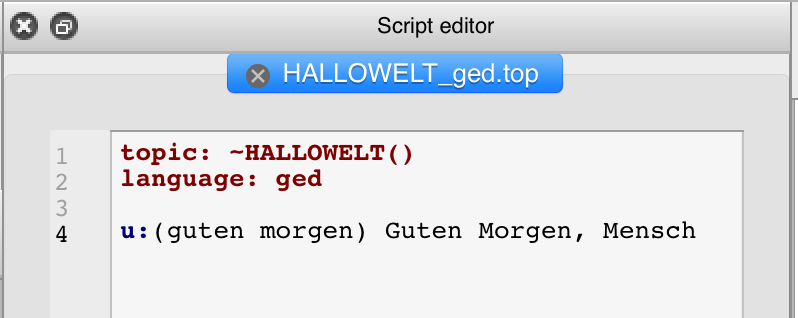 Script editor
HALLOWELT_ged.top
1 topic: ~HALLOWELT()
2 language: ged
3
4 u:(guten morgen) Guten Morgen, Mensch